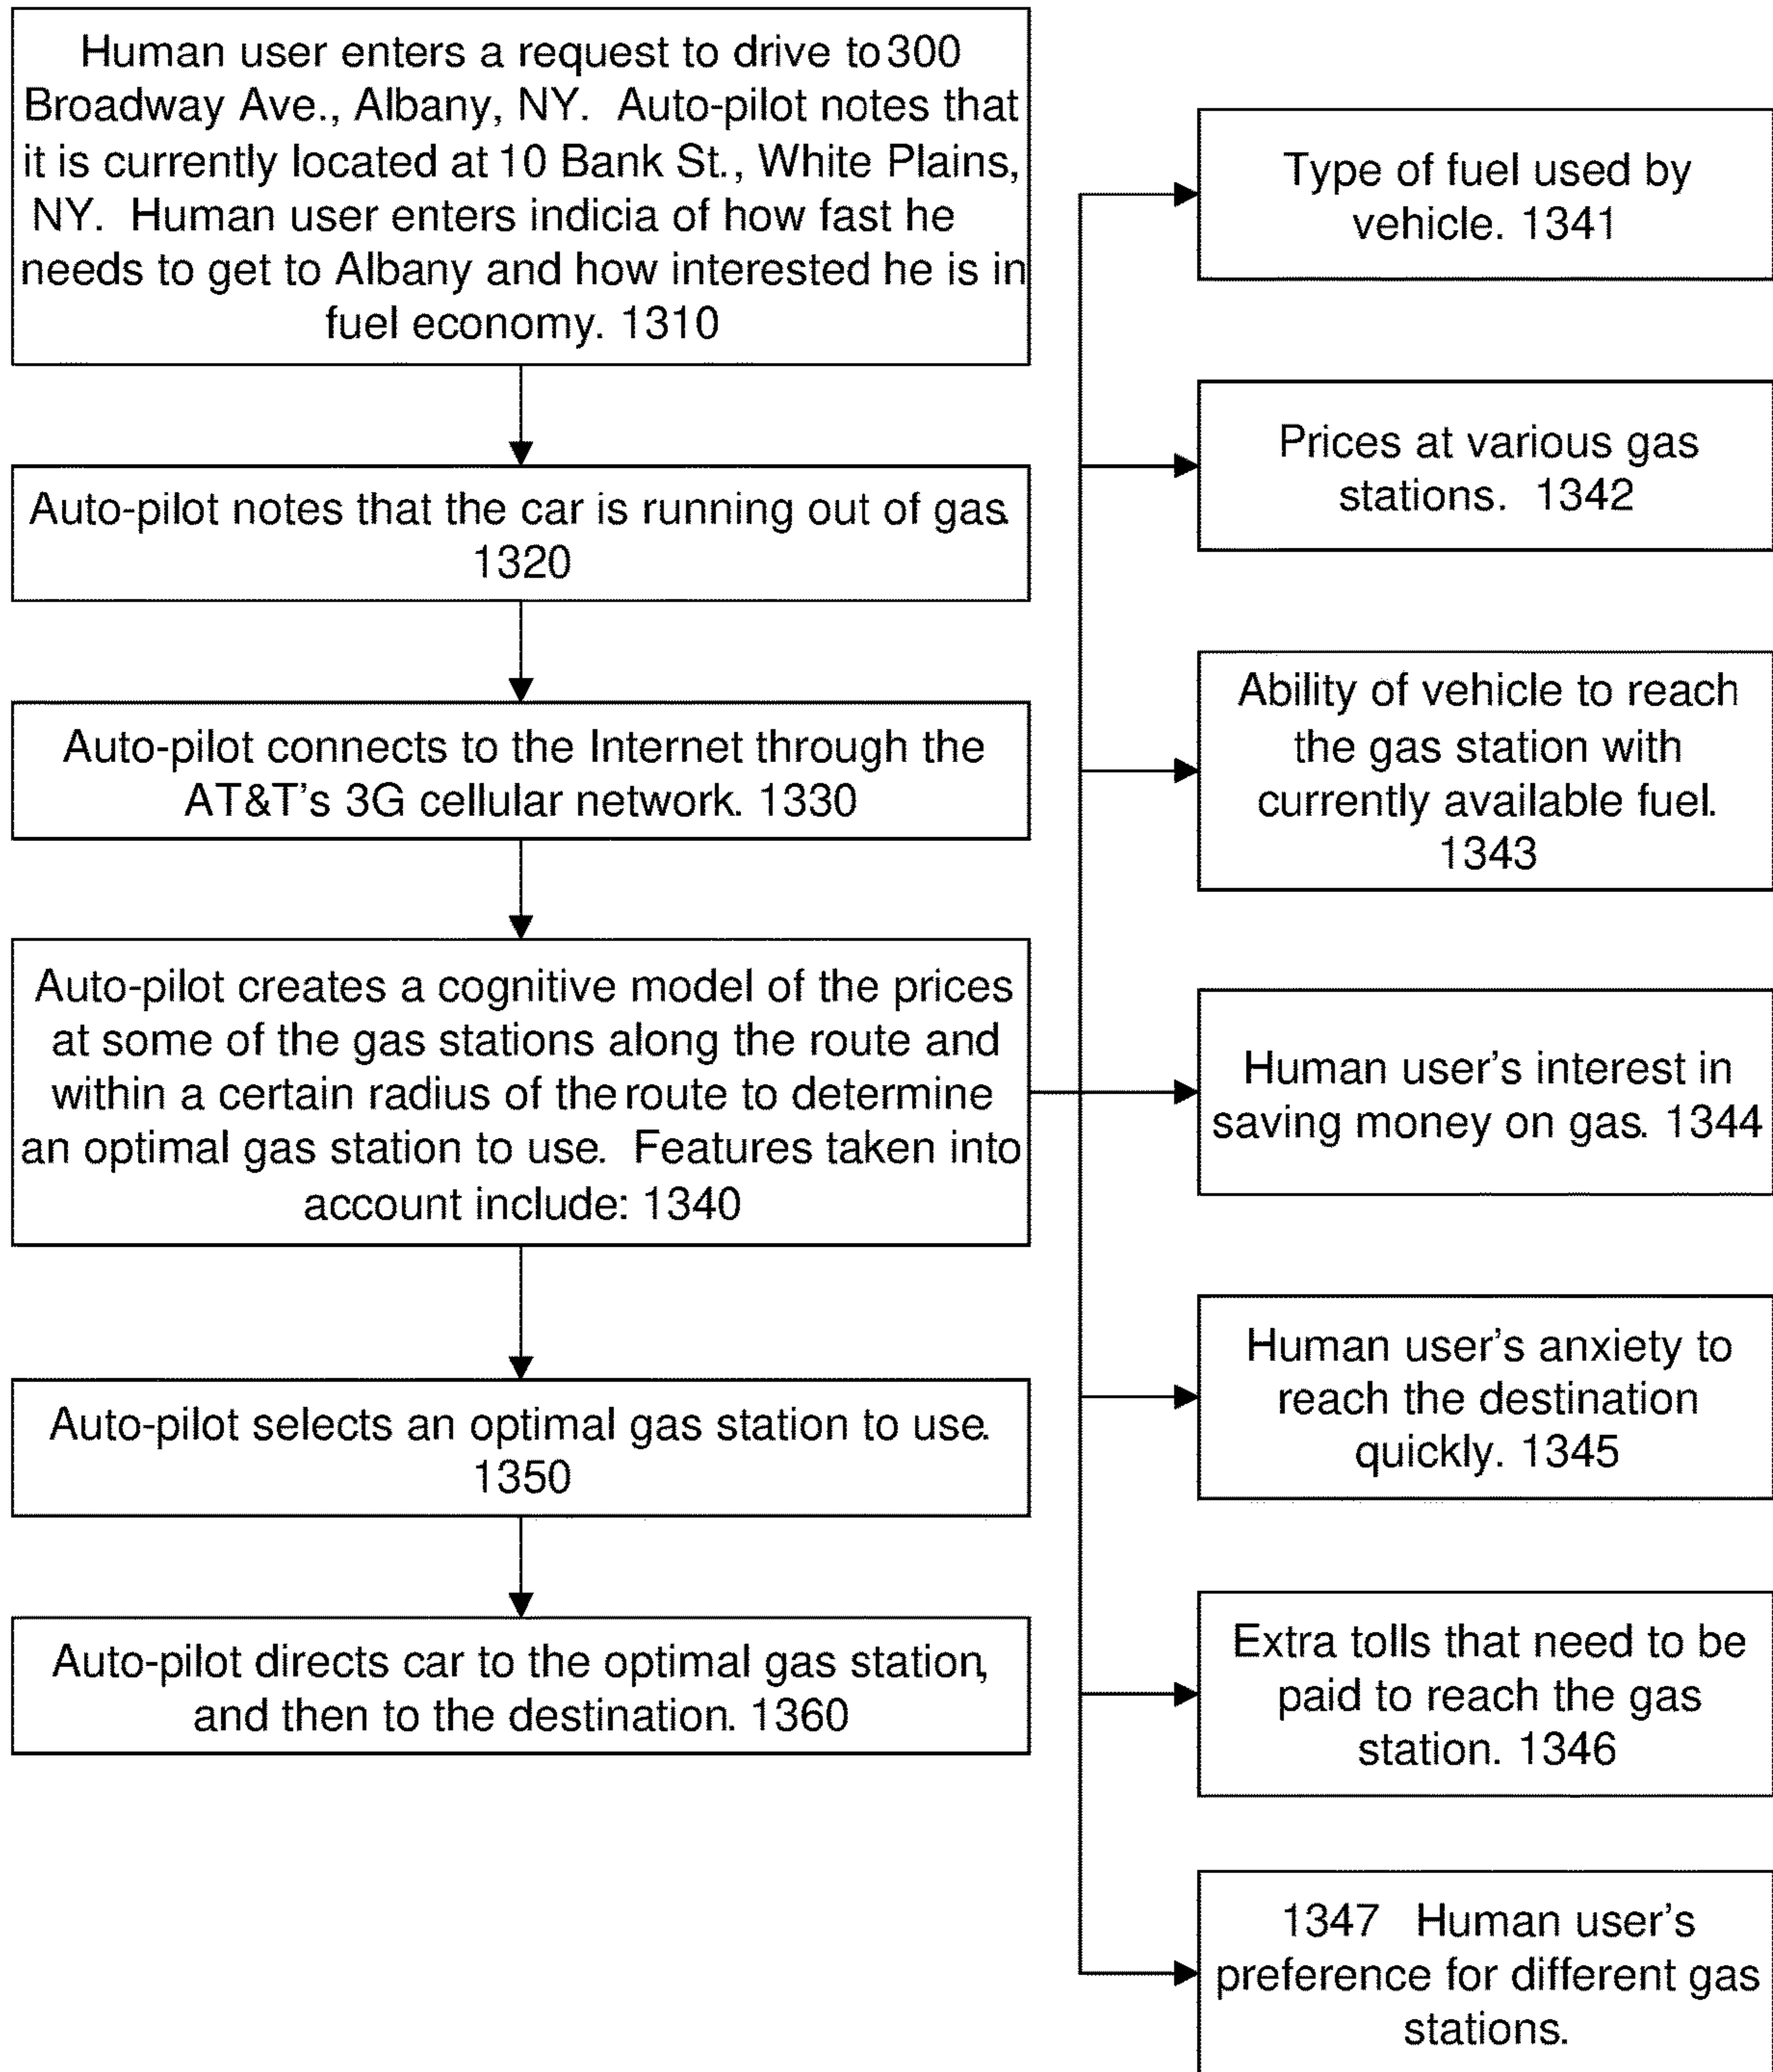 Human user enters a request to drive to 300
Broadway Ave., Albany, NY. Auto-pilot notes that
it is currently located at 10 Bank St., White Plains,
NY. Human user enters indicia of how fast he
needs to get to Albany and how interested he is in
fuel economy. 1310
Auto-pilot notes that the car is running out of gas.
1320
Auto-pilot connects to the Internet through the
AT&T's 3G cellular network. 1330
Auto-pilot creates a cognitive model of the prices
at some of the gas stations along the route and
within a certain radius of the route to determine
an optimal gas station to use. Features taken into
account include: 1340
Auto-pilot selects an optimal gas station to use.
1350
Auto-pilot directs car to the optimal gas station,
and then to the destination. 1360
Type of fuel used by
vehicle. 1341
Prices at various gas
stations. 1342
Ability of vehicle to reach
the gas station with
currently available fuel.
1343
Human user's interest in
saving money on gas. 1344
Human user's anxiety to
reach the destination
quickly. 1345
Extra tolls that need to be
paid to reach the gas
station. 1346
1347 Human user's
preference for different gas
stations.